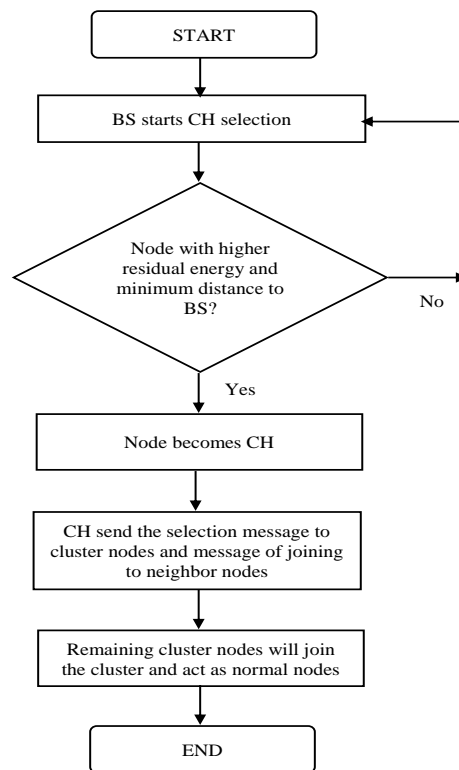 START
BS starts CH selection
Node with higher
residual energy and
minimum distance to
BS?
No
Yes
Node becomes CH
CH send the selection message to
cluster nodes and message of joining
to neighbor nodes
Remaining cluster nodes will join
the cluster and act as normal nodes
END